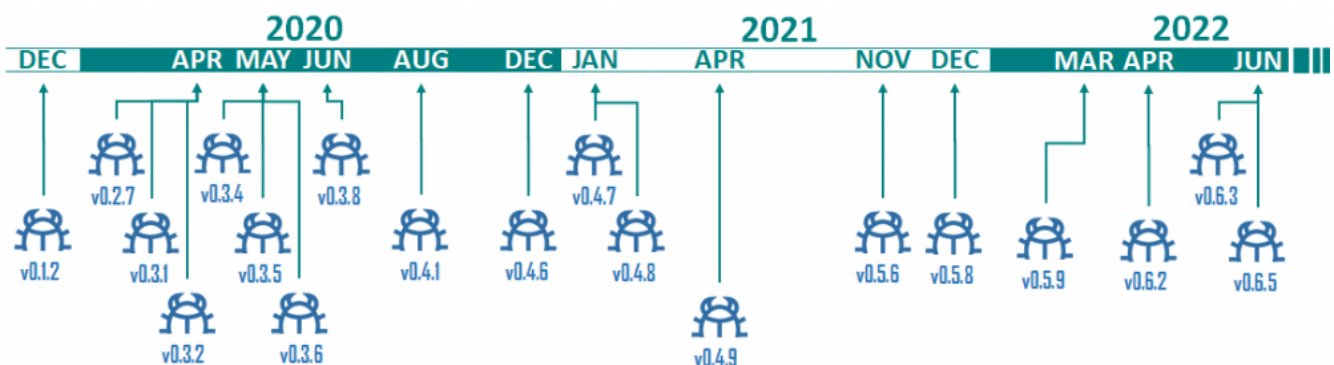 2020 2021 2022
DEC APR MAY JUN AUG DEC JAN APR NOV DEC MAR APR JUN
v0.2.7 v0.3.4 v0.3.8 v0.4.7 v0.6.3
v0.1.2 v0.3.1 v0.3.5 v0.4.1 v0.4.6 v0.4.8 v0.5.6 v0.5.8 v0.5.9 v0.6.2 v0.6.5
v0.3.2 v0.3.6 v0.4.9